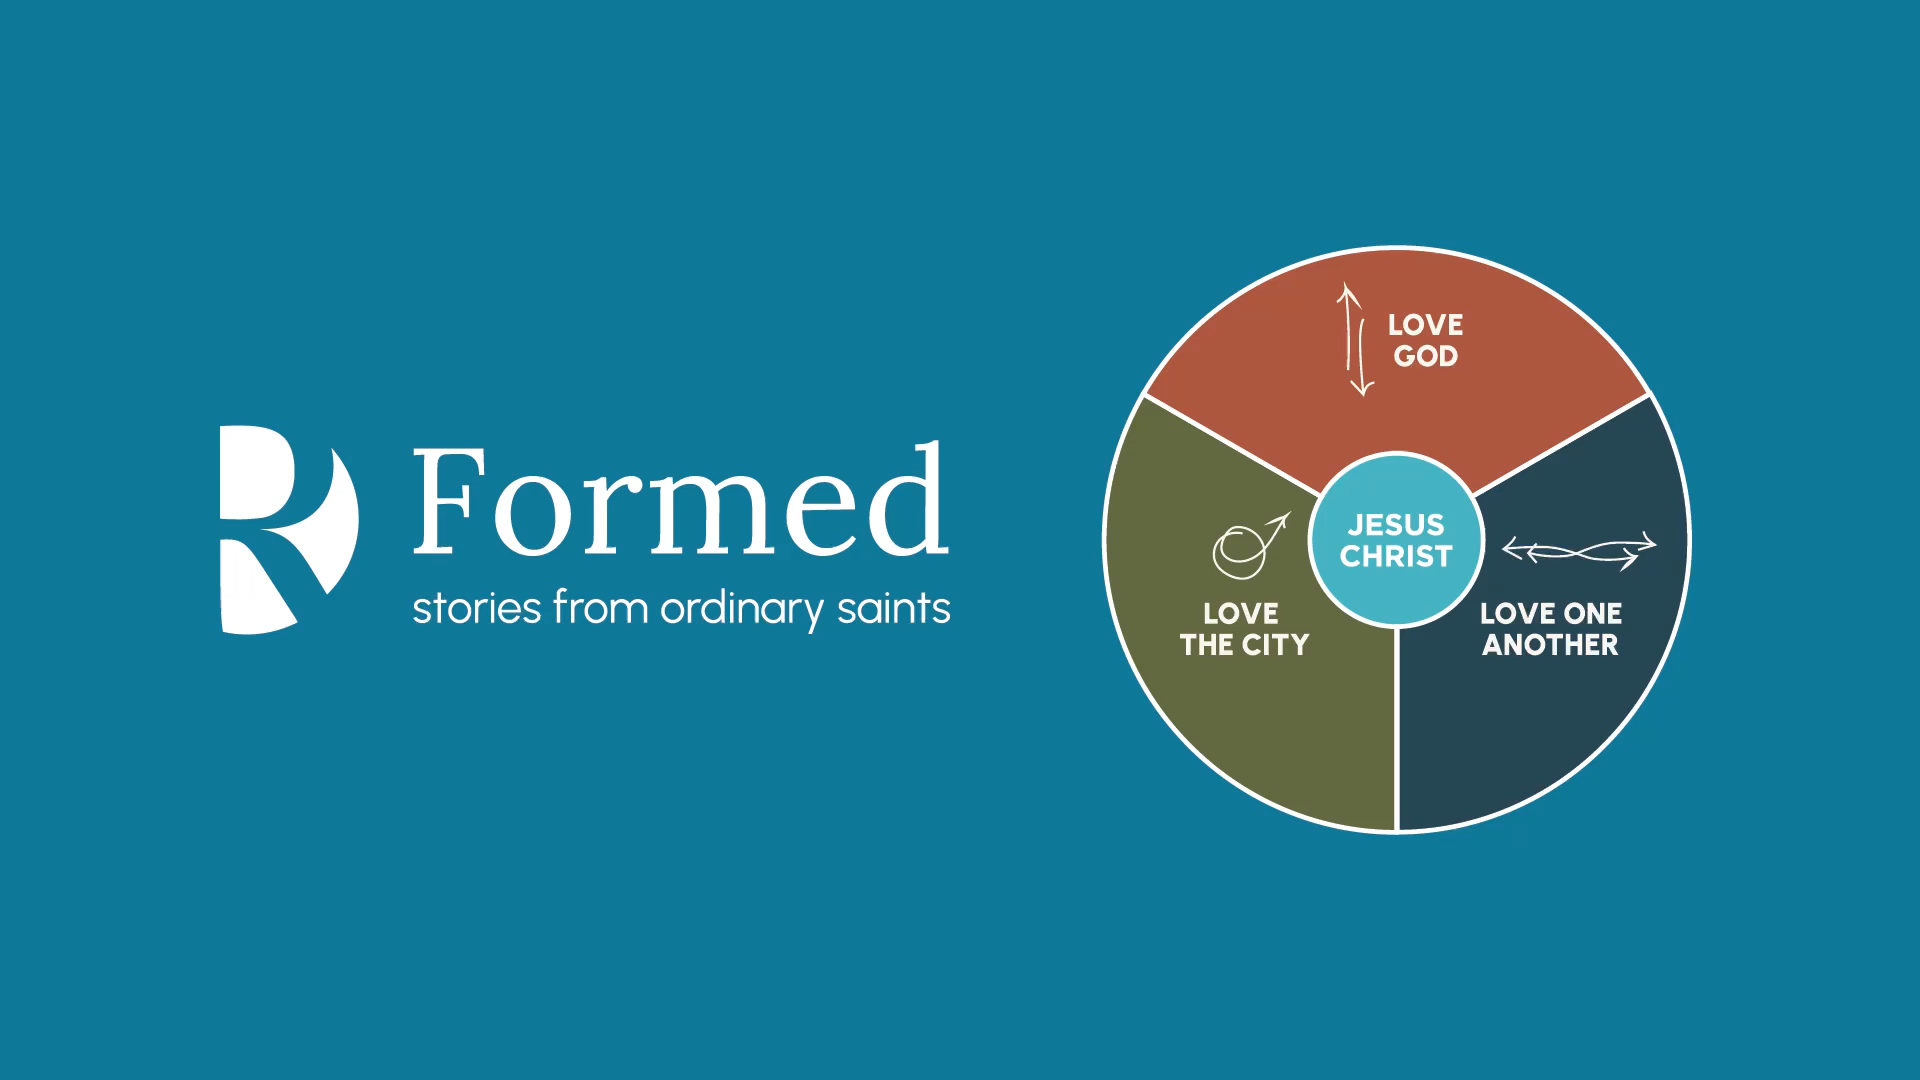 Formed
stories from ordinary saints
LOVE
GOD
JESUS
CHRIST
LOVE
THE CITY
LOVE ONE
ANOTHER